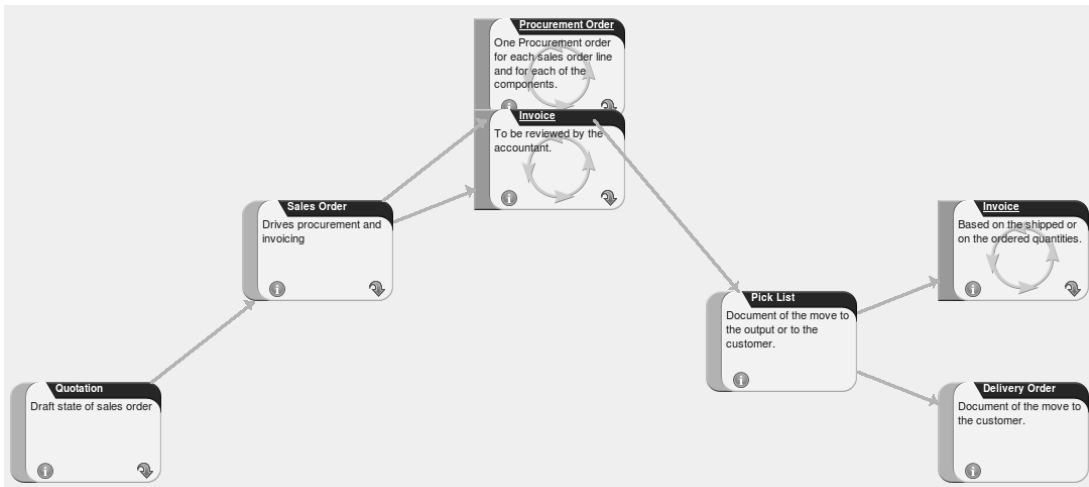 Procurement Order
One Procurement order
for each sales order line
and for each of the
components.
Invoice
To be reviewed by the
accountant.
Sales Order
Drives procurement and
invoicing
Invoice
Based on the shipped or
on the ordered quantities.
Pick List
Document of the move to
the output or to the
customer.
Quotation
Draft state of sales order
Delivery Order
Document of the move to
the customer.